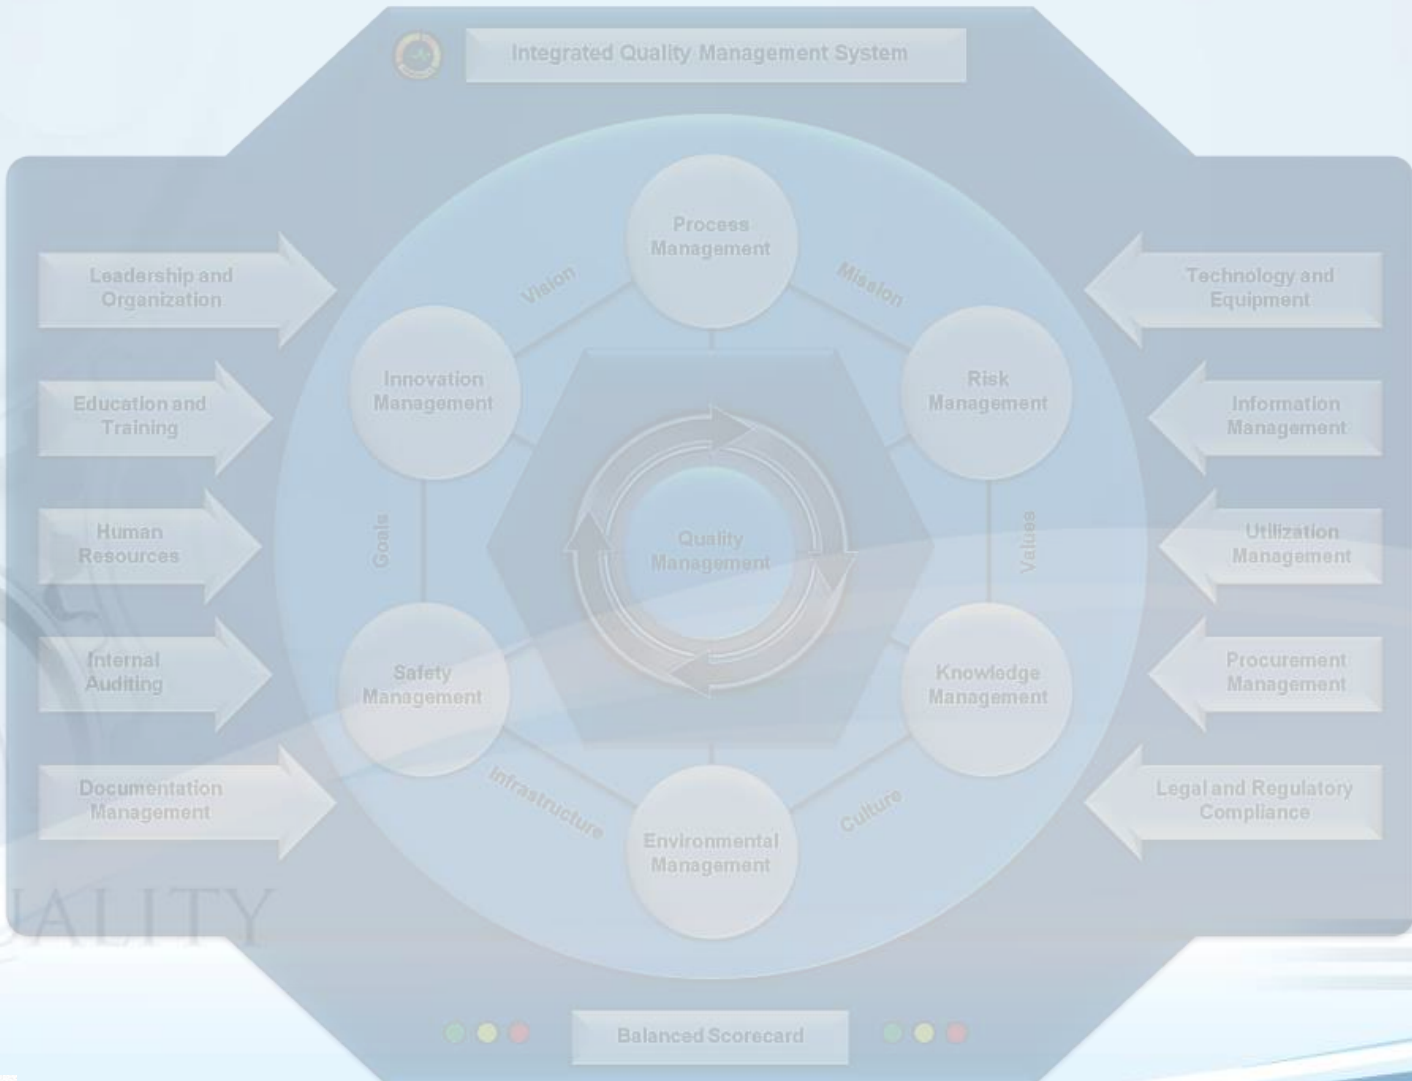 Integrated Quality Management System
Process
Management
Vision
Mission
Leadership and
Organization
Technology and
Equipment
Innovation
Management
Risk
Management
Education and
Training
Information
Management
Goals
Quality
Management
Values
Human
Resources
Utilization
Management
Internal
Auditing
Safety
Management
Knowledge
Management
Procurement
Management
Documentation
Management
Infrastructure
Culture
Legal and Regulatory
Compliance
Environmental
Management
UALITY
Balanced Scorecard